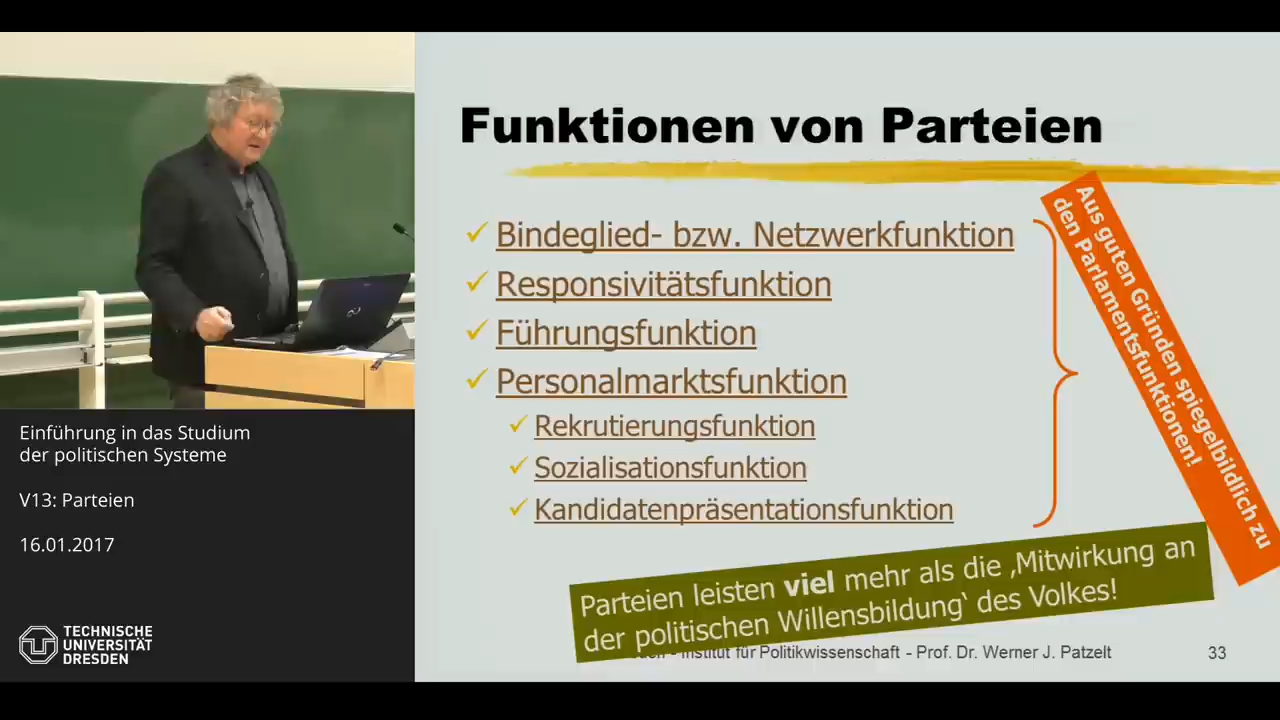 Funktionen von Parteien
Bindeglied- bzw. Netzwerkfunktion
Responsivitätsfunktion
Führungsfunktion
Personalmarktsfunktion
Rekrutierungsfunktion
Sozialisationsfunktion
Kandidatenpräsentationsfunktion
Aus guten Gründen spiegelbildlich zu
den Parlamentsfunktionen!
Parteien leisten viel mehr als die ‚Mitwirkung an
der politischen Willensbildung‘ des Volkes!
Institut für Politikwissenschaft - Prof. Dr. Werner J. Patzelt
33
Einführung in das Studium
der politischen Systeme
V13: Parteien
16.01.2017
TECHNISCHE
UNIVERSITÄT
DRESDEN